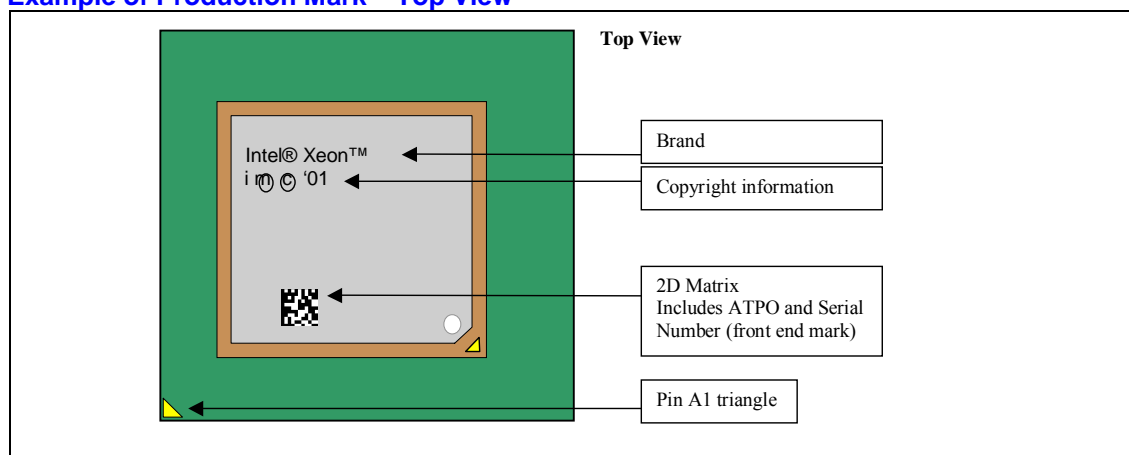 Example of Production Mark – Top View
Top View
Intel® Xeon™
i m c '01
Brand
Copyright information
2D Matrix
Includes ATPO and Serial
Number (front end mark)
Pin A1 triangle